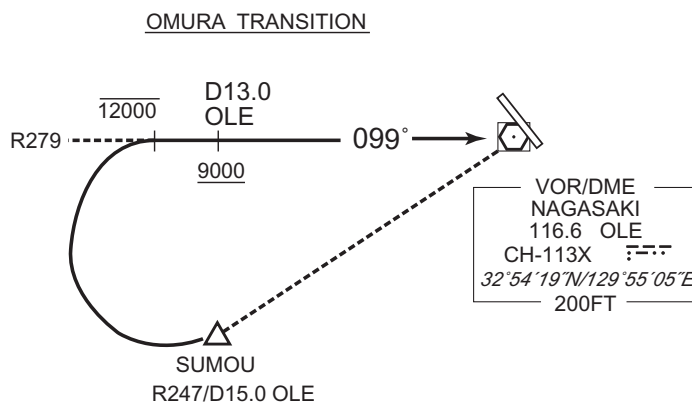 OMURA TRANSITION
D13.0
OLE
12000
9000
R279
099°
VOR/DME
NAGASAKI
116.6 OLE
CH-113X
32°54′19″N/129°55′05″E
200FT
SUMOU
R247/D15.0 OLE